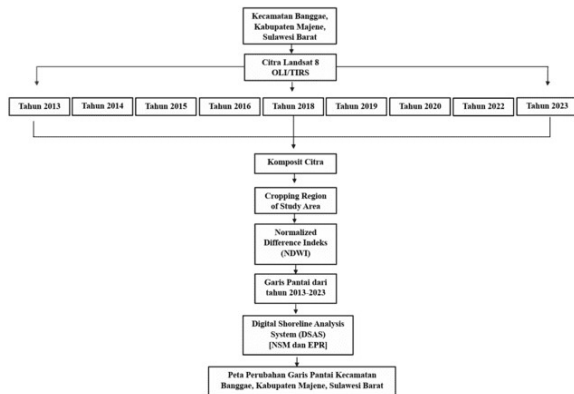 Kecamatan Banggae,
Kabupaten Majene,
Sulawesi Barat
Citra Landsat 8
OLI/TIRS
Tahun 2013
Tahun 2014
Tahun 2015
Tahun 2016
Tahun 2018
Tahun 2019
Tahun 2020
Tahun 2022
Tahun 2023
Komposit Citra
Cropping Region
of Study Area
Normalized
Difference Indeks
(NDWI)
Garis Pantai dari
tahun 2013-2023
Digital Shoreline Analysis
System (DSAS)
[NSM dan EPR]
Peta Perubahan Garis Pantai Kecamatan
Banggae, Kabupaten Majene, Sulawesi Barat